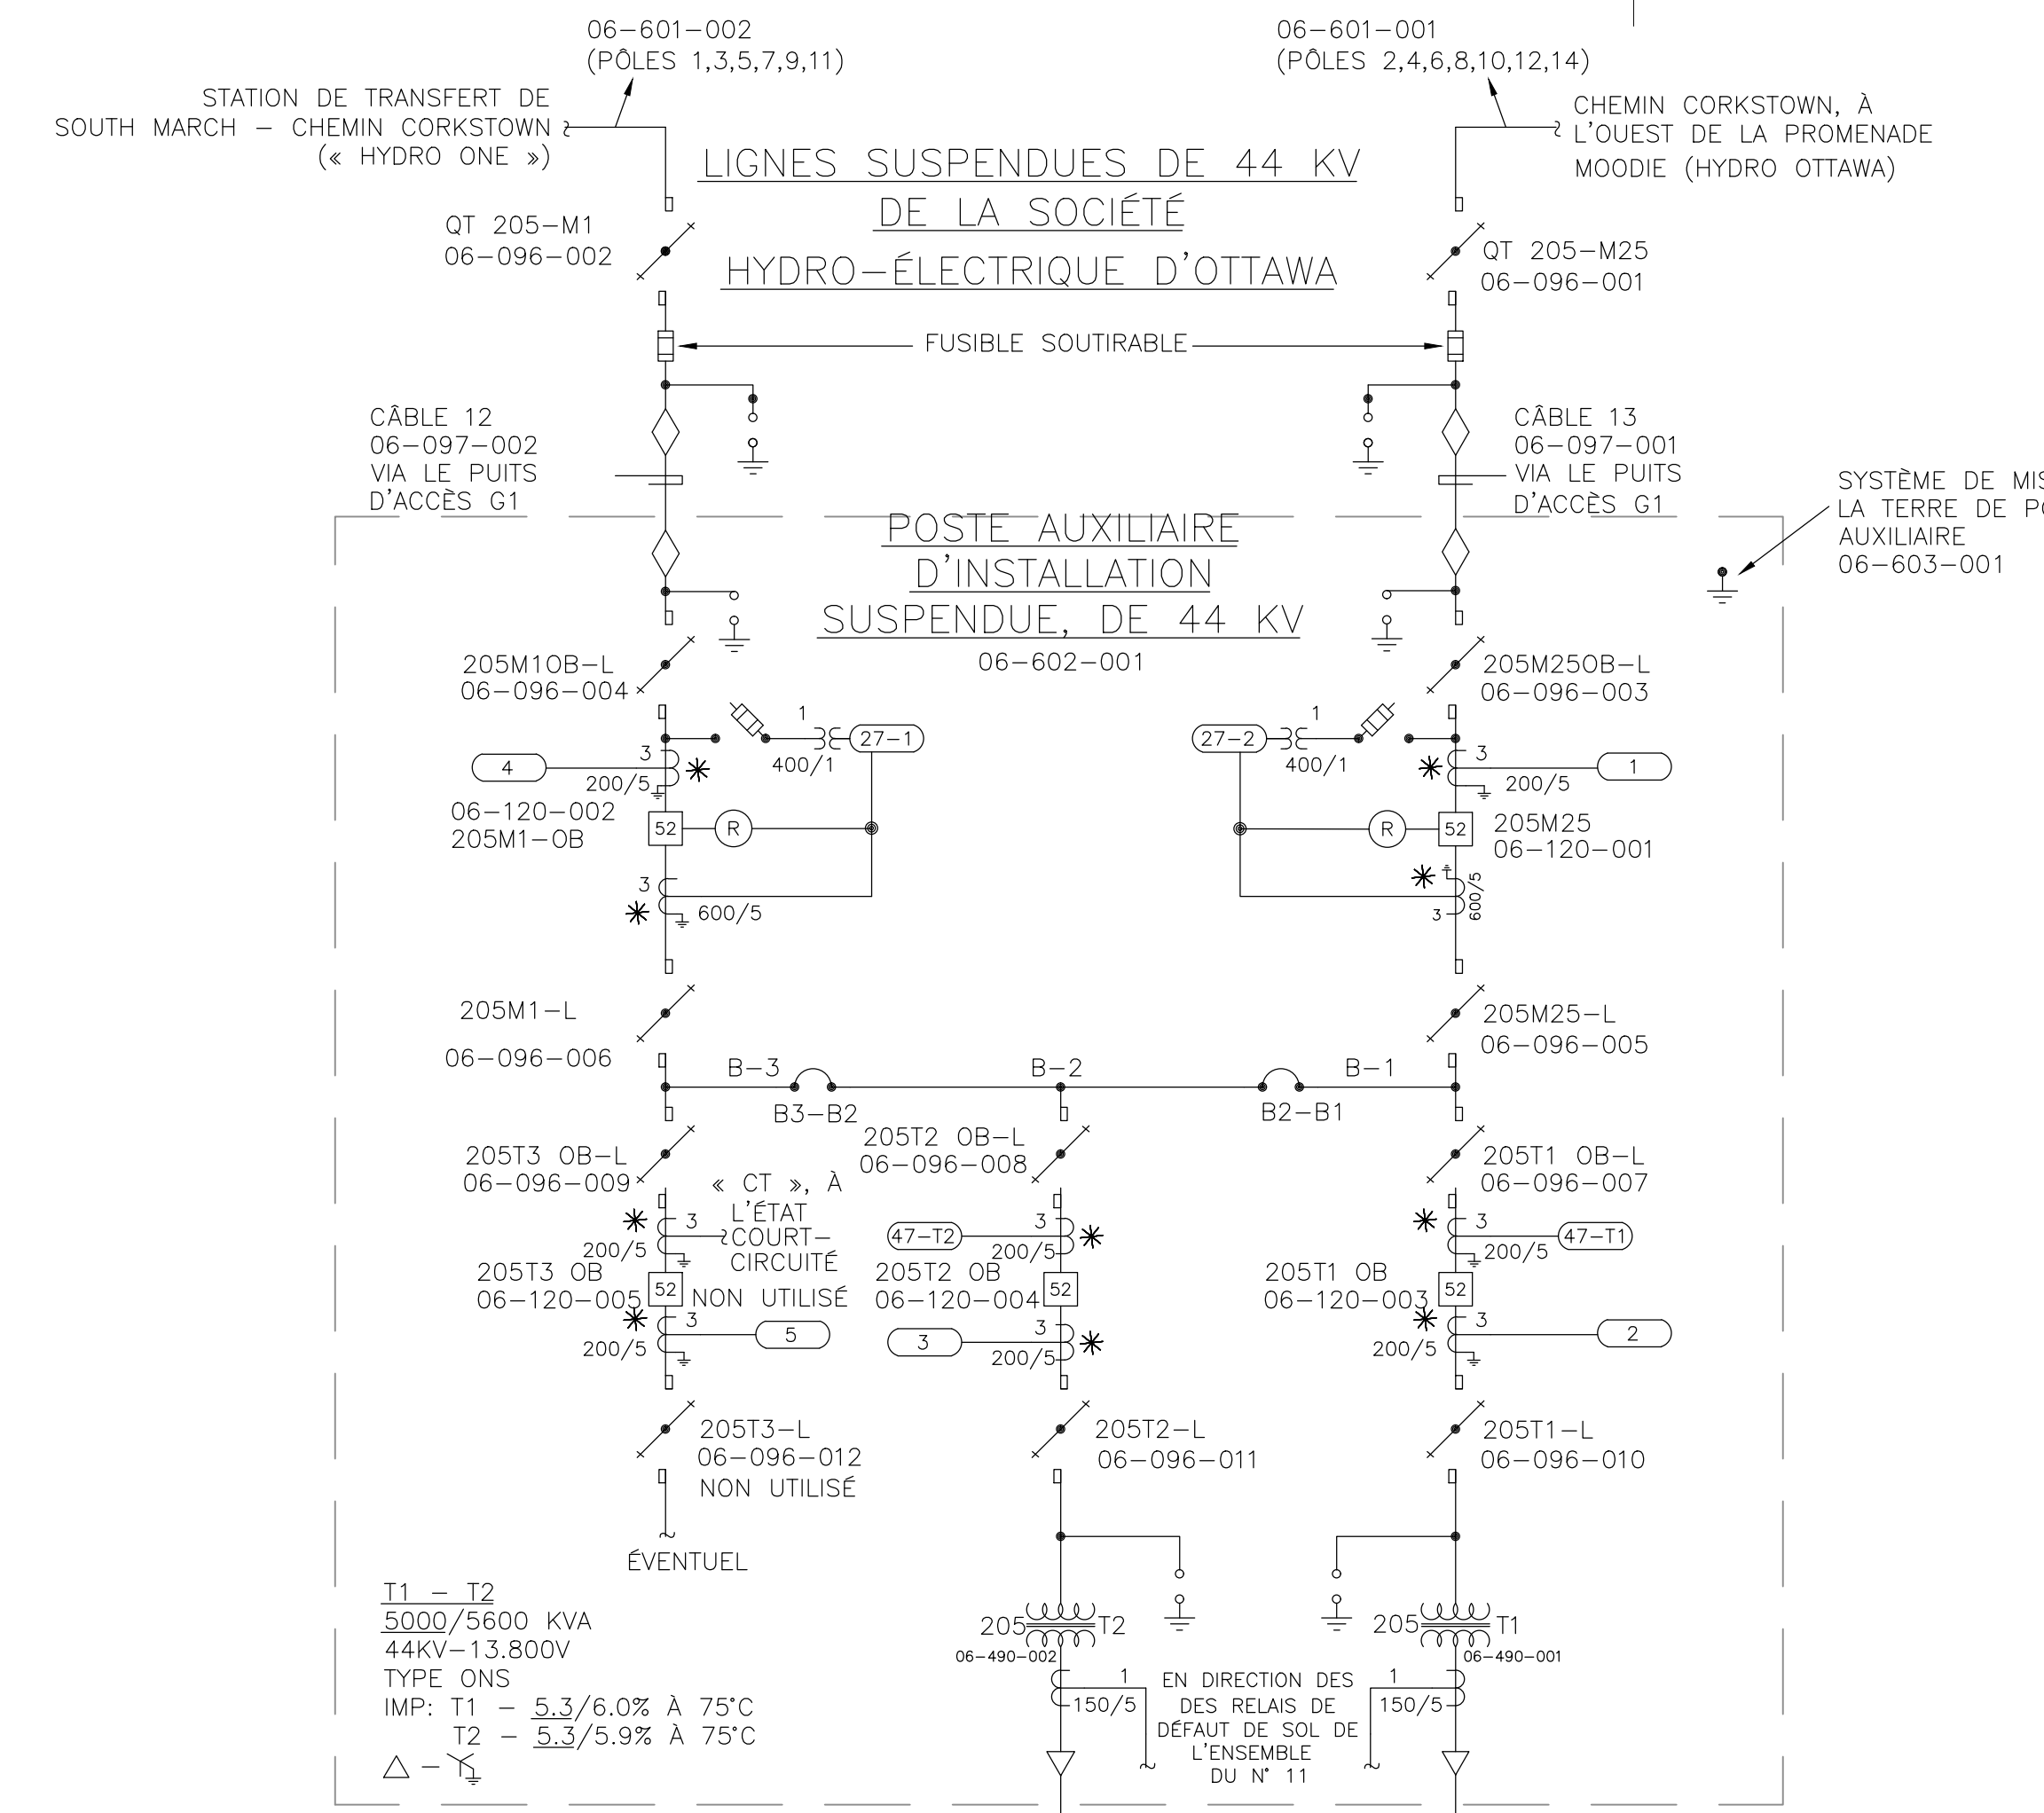 06-601-002
(PÔLES 1,3,5,7,9,11)
06-601-001
(PÔLES 2,4,6,8,10,12,14)
STATION DE TRANSFERT DE
SOUTH MARCH - CHEMIN CORKSTOWN
(« HYDRO ONE »)
CHEMIN CORKSTOWN, À
L'OUEST DE LA PROMENADE
MOODIE (HYDRO OTTAWA)
LIGNES SUSPENDUES DE 44 KV
DE LA SOCIÉTÉ
HYDRO-ÉLECTRIQUE D'OTTAWA
QT 205-M1
06-096-002
QT 205-M25
06-096-001
FUSIBLE SOUTIRABLE
CÂBLE 12
06-097-002
VIA LE PUITS
D'ACCÈS G1
CÂBLE 13
06-097-001
VIA LE PUITS
D'ACCÈS G1
SYSTÈME DE
LA TERRE DE
AUXILIAIRE
06-603-001
POSTE AUXILIAIRE
D'INSTALLATION
SUSPENDUE, DE 44 KV
06-602-001
205M1OB-L
06-096-004
205M25OB-L
06-096-003
1
27-1
400/1
1
27-2
400/1
4
3
200/5
3
1
200/5
06-120-002
205M1-OB
52
R
R
52
205M25
06-120-001
3
600/5
600/5
3
205M1-L
06-096-006
205M25-L
06-096-005
B-3
B-2
B-1
B3-B2
B2-B1
205T3 OB-L
06-096-009
205T2 OB-L
06-096-008
205T1 OB-L
06-096-007
« CT », À
L'ÉTAT
COURT-
CIRCUITÉ
3
200/5
47-T2
3
200/5
3
47-T1
200/5
205T3 OB
06-120-005
52
NON UTILISÉ
205T2 OB
06-120-004
52
205T1 OB
06-120-003
52
3
5
200/5
3
3
200/5
3
2
200/5
205T3-L
06-096-012
NON UTILISÉ
205T2-L
06-096-011
205T1-L
06-096-010
ÉVENTUEL
T1 - T2
5000/5600 KVA
44KV-13.800V
TYPE ONS
IMP: T1 - 5.3/6.0% À 75°C
T2 - 5.3/5.9% À 75°C
205 T2
06-490-002
205 T1
06-490-001
1
150/5
1
150/5
EN DIRECTION DES
DES RELAIS DE
DÉFAUT DE SOL DE
L'ENSEMBLE
DU N° 11